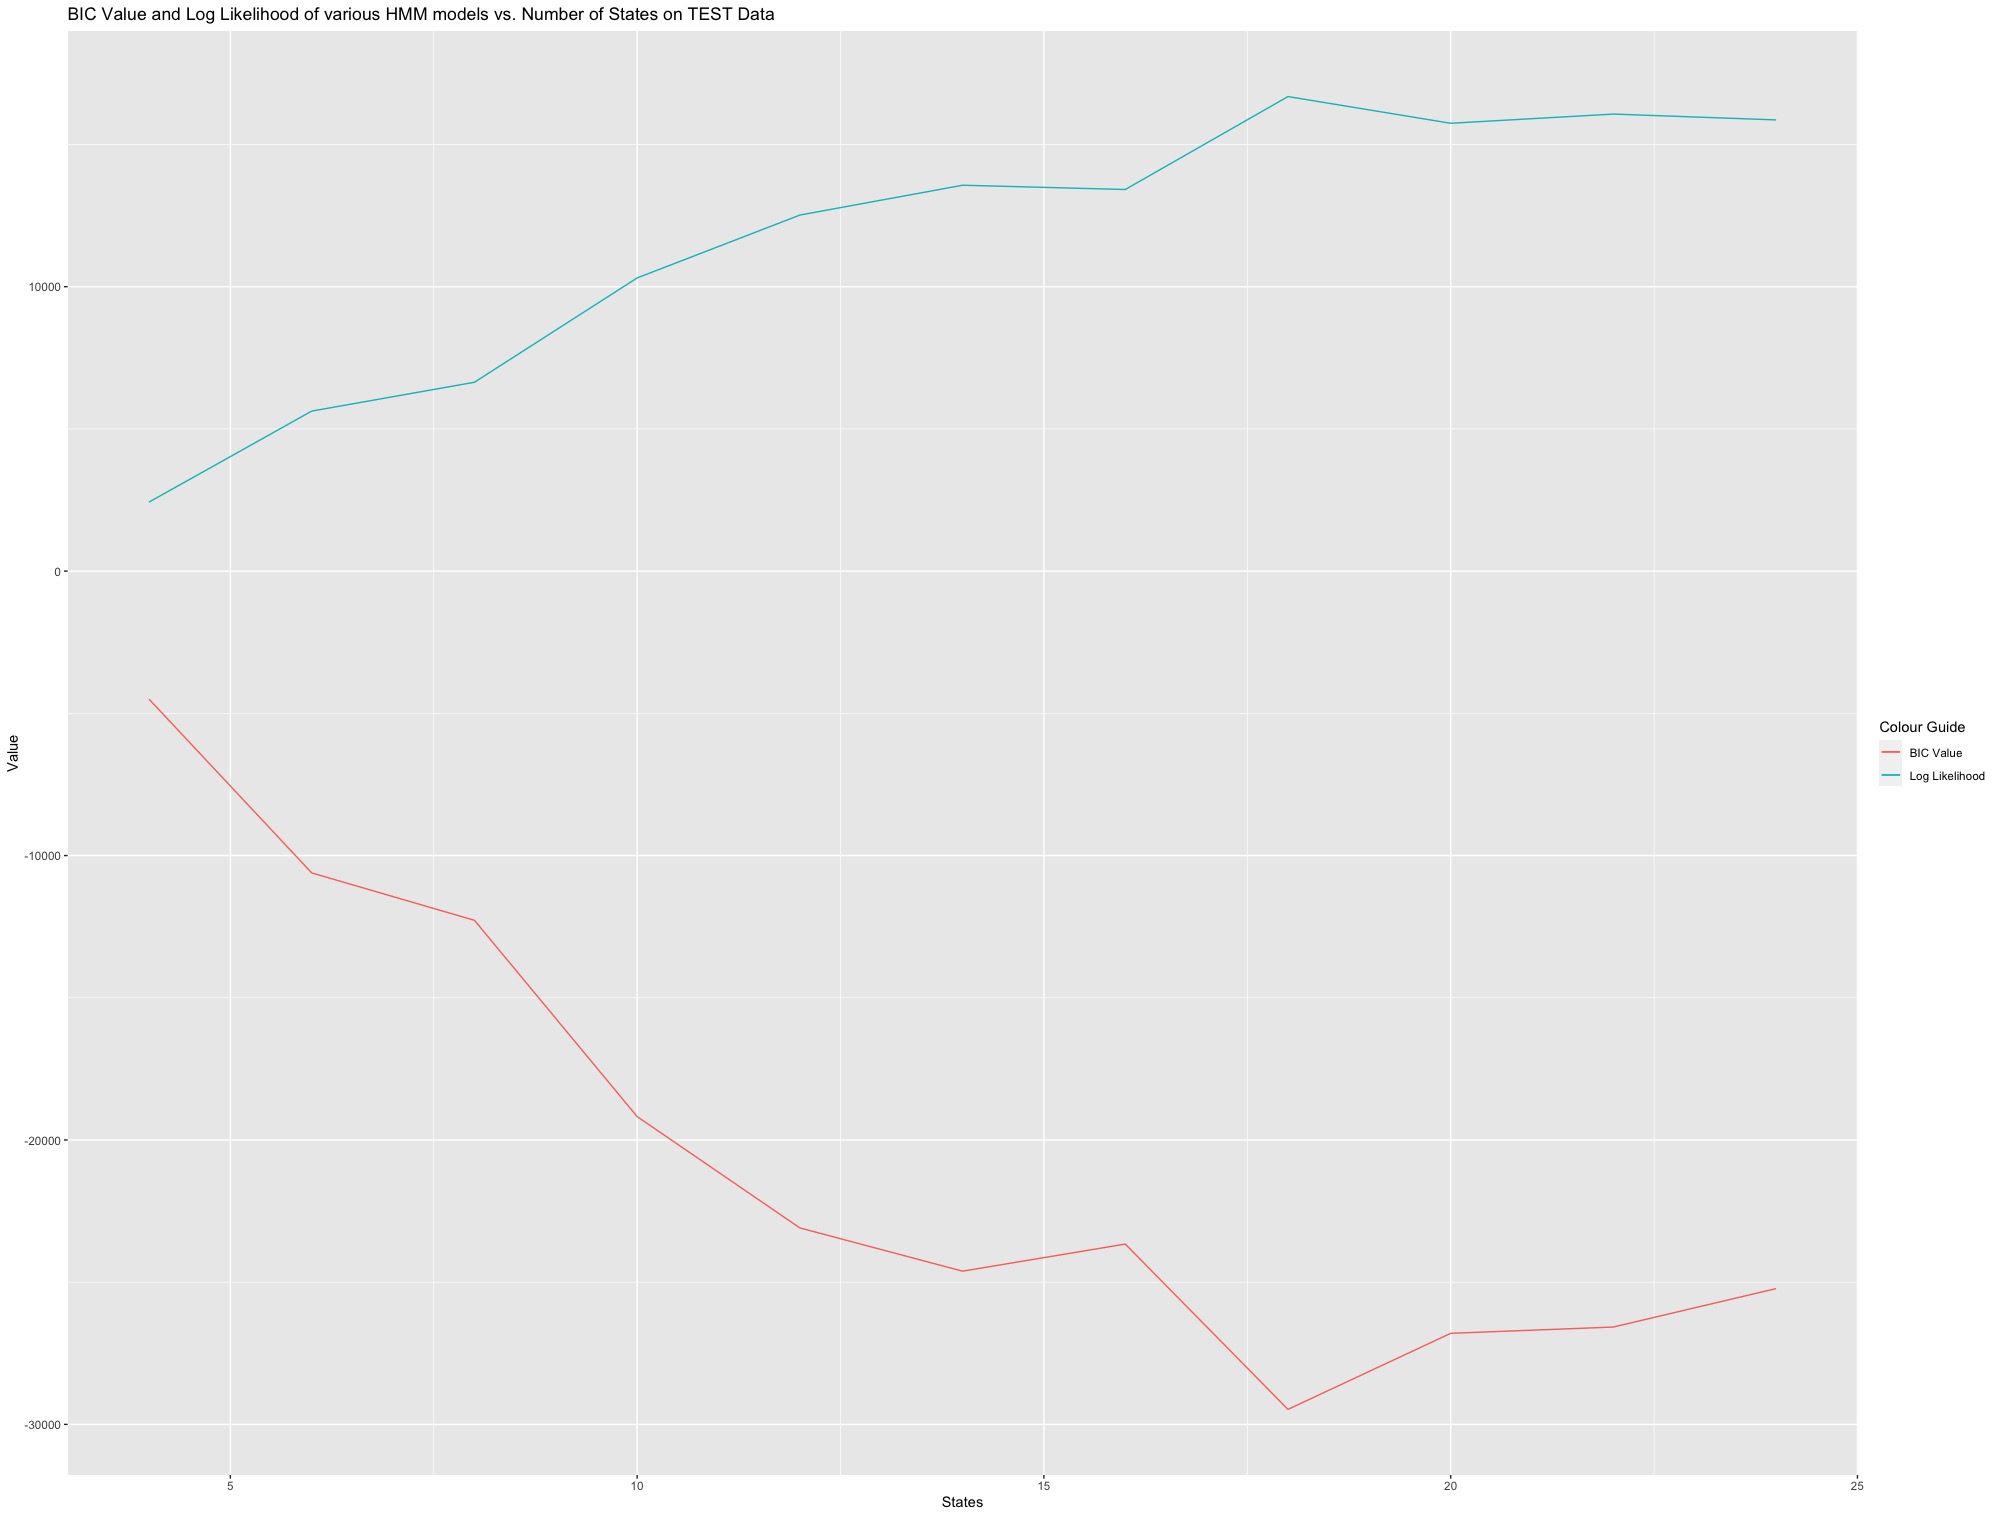 BIC Value and Log Likelihood of various HMM models vs. Number of States on TEST Data
10000
0
-10000
-20000
-30000
Value
5
10
15
20
25
States
Colour Guide
BIC Value
Log Likelihood